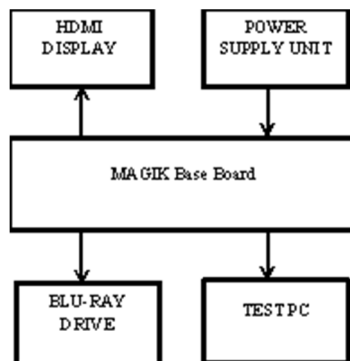 HDMI
DISPLAY
POWER
SUPPLY UNIT
MAGIK Base Board
BLU-RAY
DRIVE
TEST PC